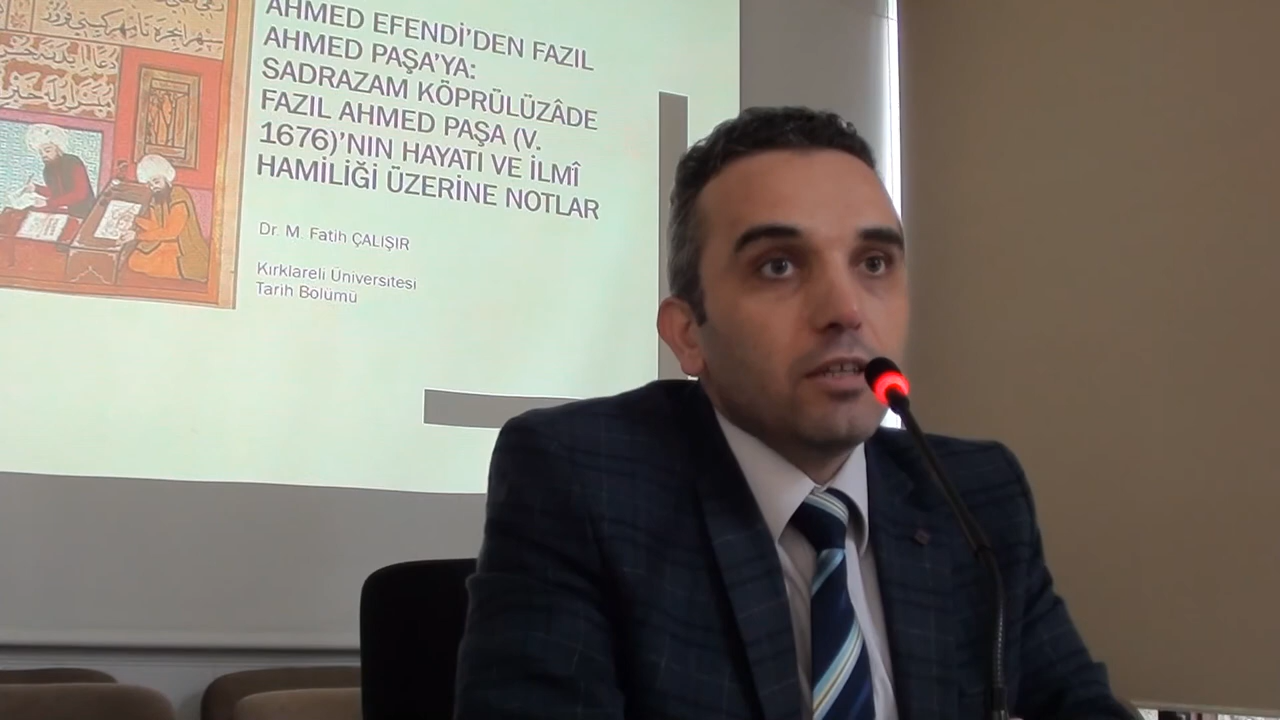 AHMED EFENDİ'DEN FAZIL
AHMED PAŞA'YA:
SADRAZAM KÖPRÜLÜZÂDE
FAZIL AHMED PAŞA (V.
1676)'NIN HAYATI VE İLMÎ
HAMİLİĞİ ÜZERİNE NOTLAR
Dr. M. Fatih ÇALIŞIR
Kırklareli Üniversitesi
Tarih Bölümü